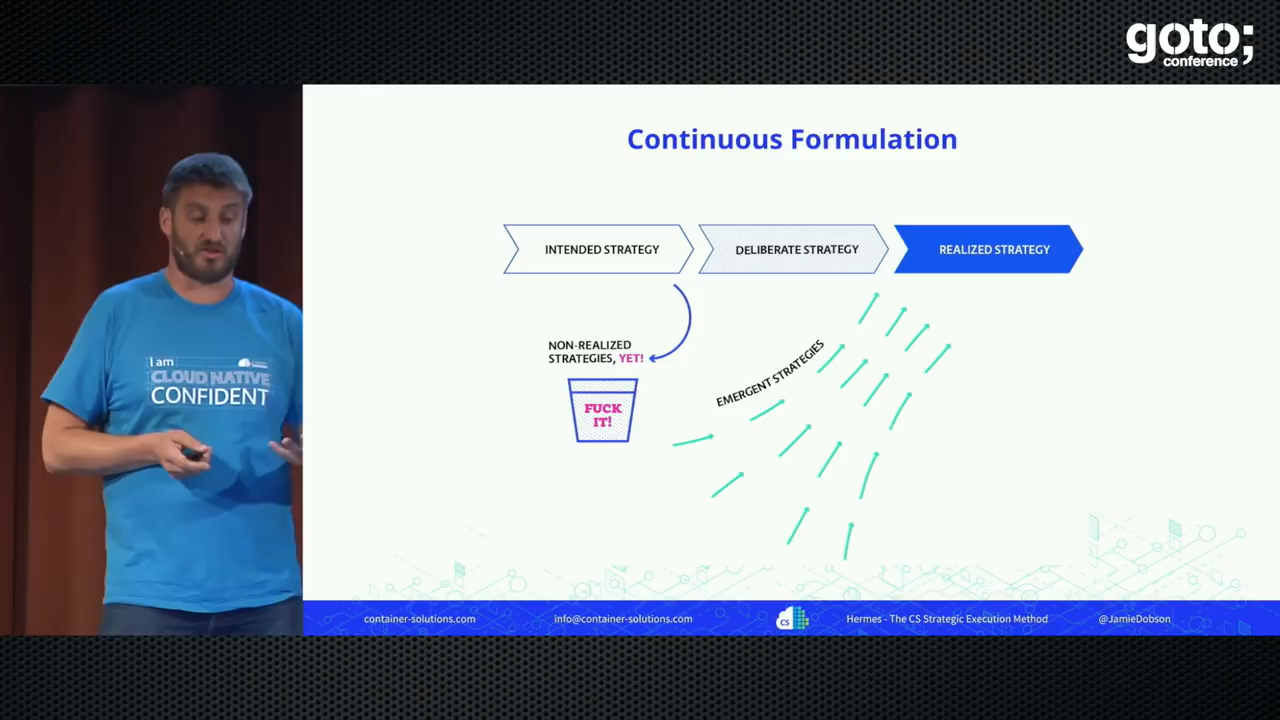 goto;
conference
I am
CLOUD NATIVE
CONFIDENT
Continuous Formulation
INTENDED STRATEGY
DELIBERATE STRATEGY
REALIZED STRATEGY
NON-REALIZED
STRATEGIES, YET!
FUCK
IT!
EMERGENT STRATEGIES
container-solutions.com
info@container-solutions.com
CS
Hermes - The CS Strategic Execution Method
@JamieDobson